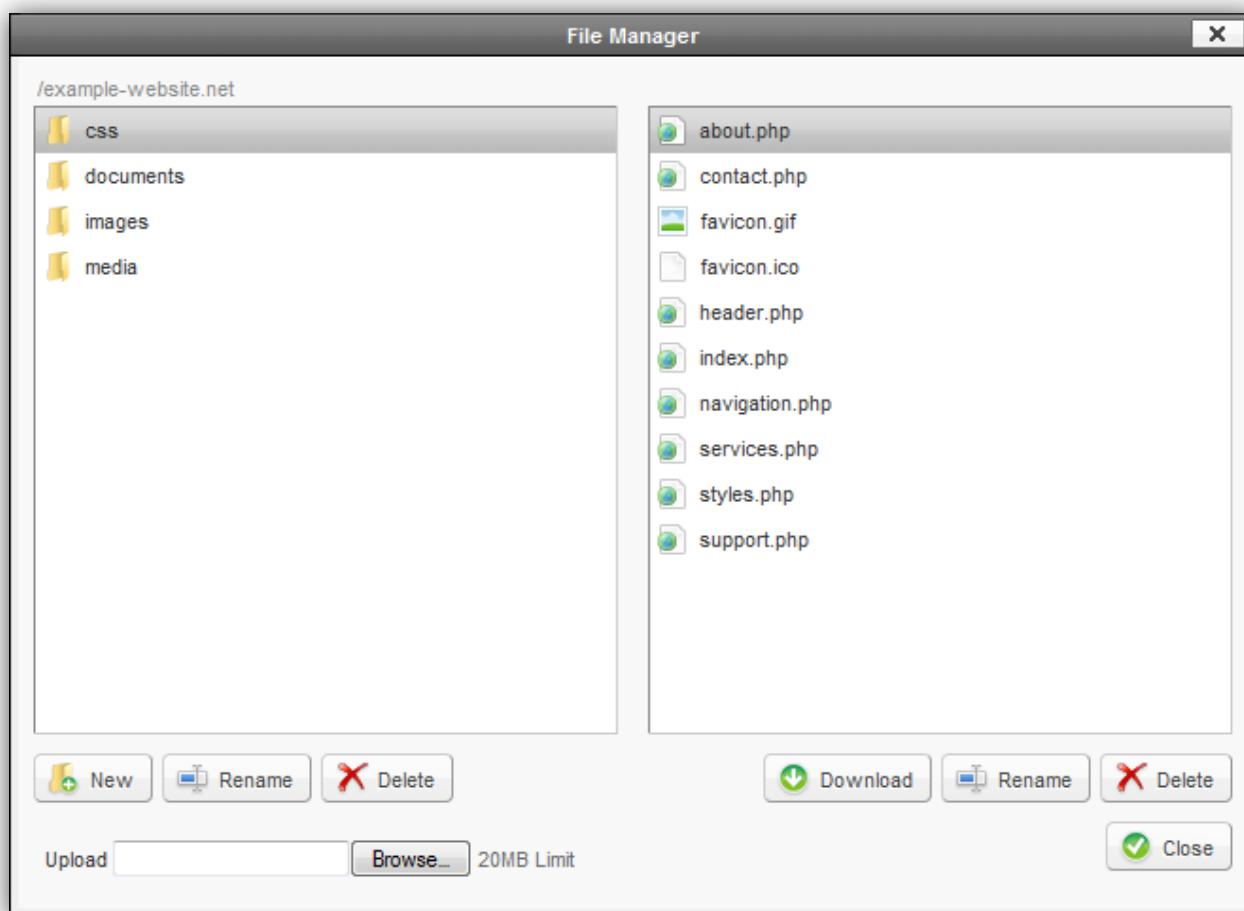 File Manager
/example-website.net
css
documents
images
media
about.php
contact.php
favicon.gif
favicon.ico
header.php
index.php
navigation.php
services.php
styles.php
support.php
New Rename Delete
Download Rename Delete
Upload Browse... 20MB Limit
Close